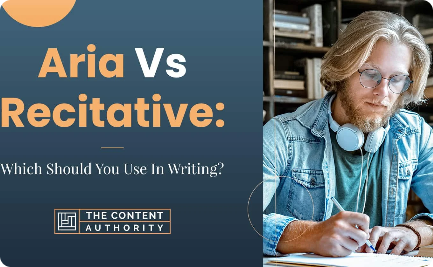 Aria Vs
Recitative:
Which Should You Use In Writing?
THE CONTENT
AUTHORITY